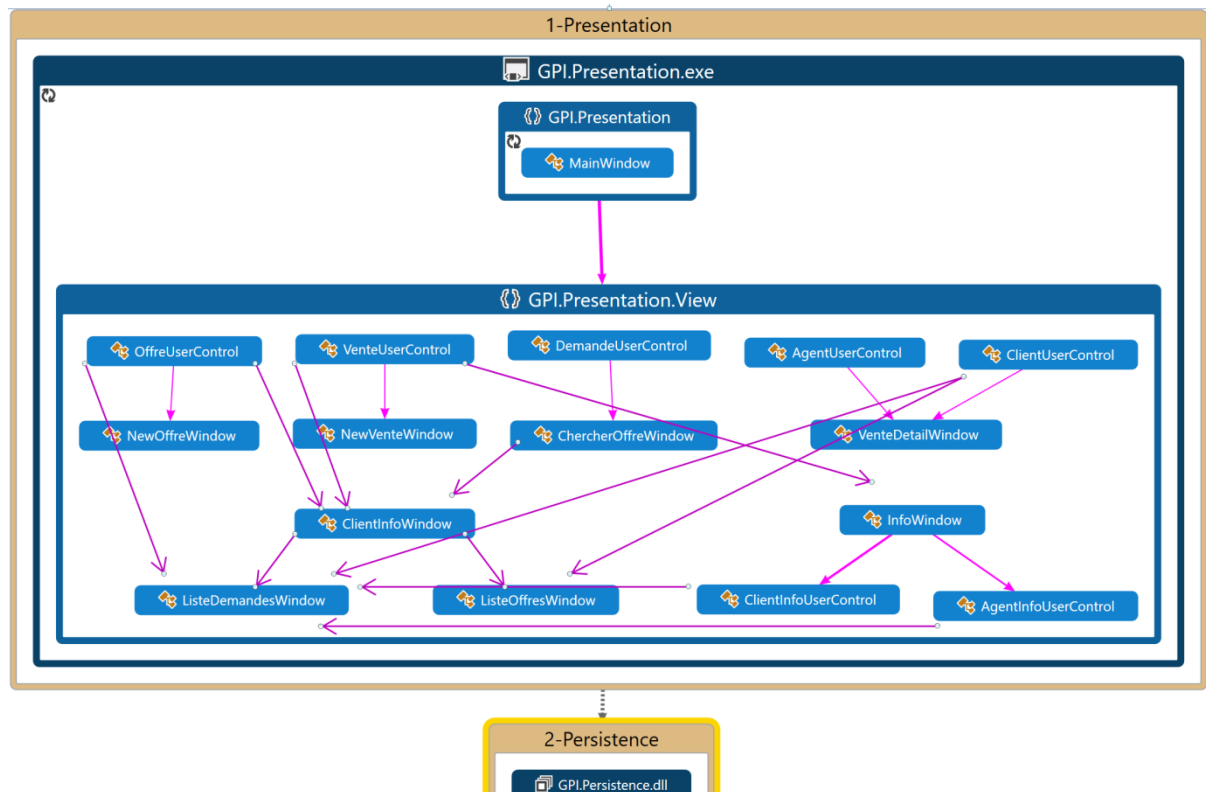 1-Presentation
GPI.Presentation.exe
GPI.Presentation
MainWindow
GPI.Presentation.View
OffreUserControl
VenteUserControl
DemandeUserControl
AgentUserControl
ClientUserControl
NewOffreWindow
NewVenteWindow
ChercherOffreWindow
VenteDetailWindow
ClientInfoWindow
InfoWindow
ListeDemandesWindow
ListeOffresWindow
ClientInfoUserControl
AgentInfoUserControl
2-Persistence
GPI.Persistence.dll